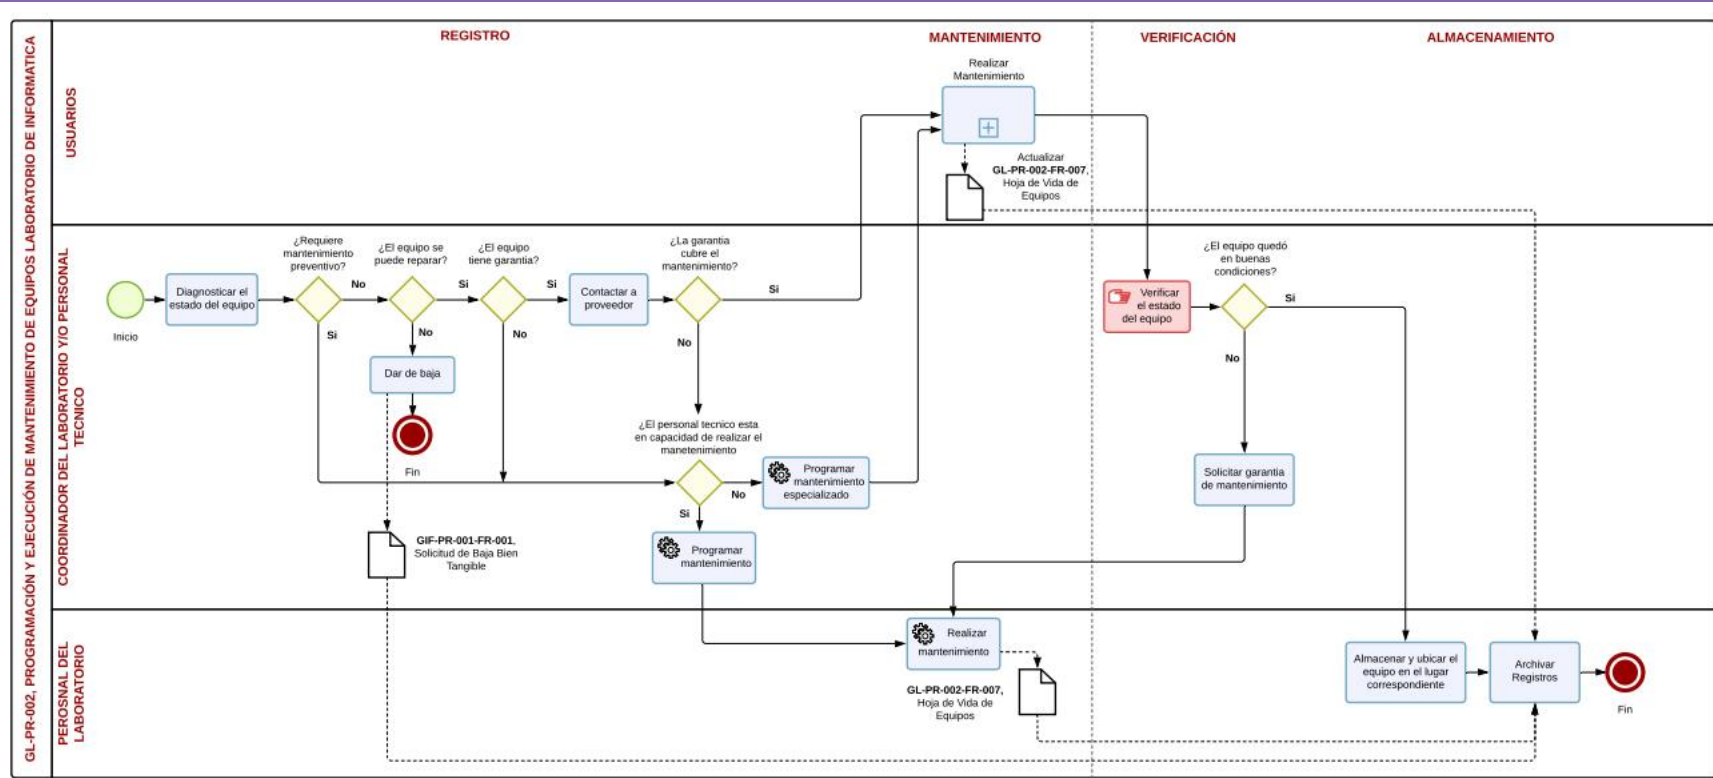 GL-PR-002, PROGRAMACIÓN Y EJECUCIÓN DE MANTENIMIENTO DE EQUIPOS LABORATORIO DE INFORMATICA
REGISTRO
MANTENIMIENTO
VERIFICACIÓN
ALMACENAMIENTO
USUARIOS
Realizar
Mantenimiento
Actualizar
GL-PR-002-FR-007,
Hoja de Vida de
Equipos
COORDINADOR DEL LABORATORIO Y/O PERSONAL
TECNICO
Inicio
Diagnosticar el
estado del equipo
¿Requiere
mantenimiento
preventivo?
No
Si
¿El equipo se
puede reparar?
Si
No
Dar de baja
Fin
GIF-PR-001-FR-001,
Solicitud de Baja Bien
Tangible
¿El equipo
tiene garantia?
Si
No
Contactar a
proveedor
¿La garantia
cubre el
mantenimiento?
Si
No
¿El personal tecnico esta
en capacidad de realizar el
manetenimiento
No
Si
Programar
mantenimiento
especializado
Programar
mantenimiento
Verificar
el estado
del equipo
¿El equipo quedó
en buenas
condiciones?
Si
No
Solicitar garantia
de mantenimiento
PEROSNAL DEL
LABORATORIO
Realizar
mantenimiento
GL-PR-002-FR-007,
Hoja de Vida de
Equipos
Almacenar y ubicar el
equipo en el lugar
correspondiente
Archivar
Registros
Fin